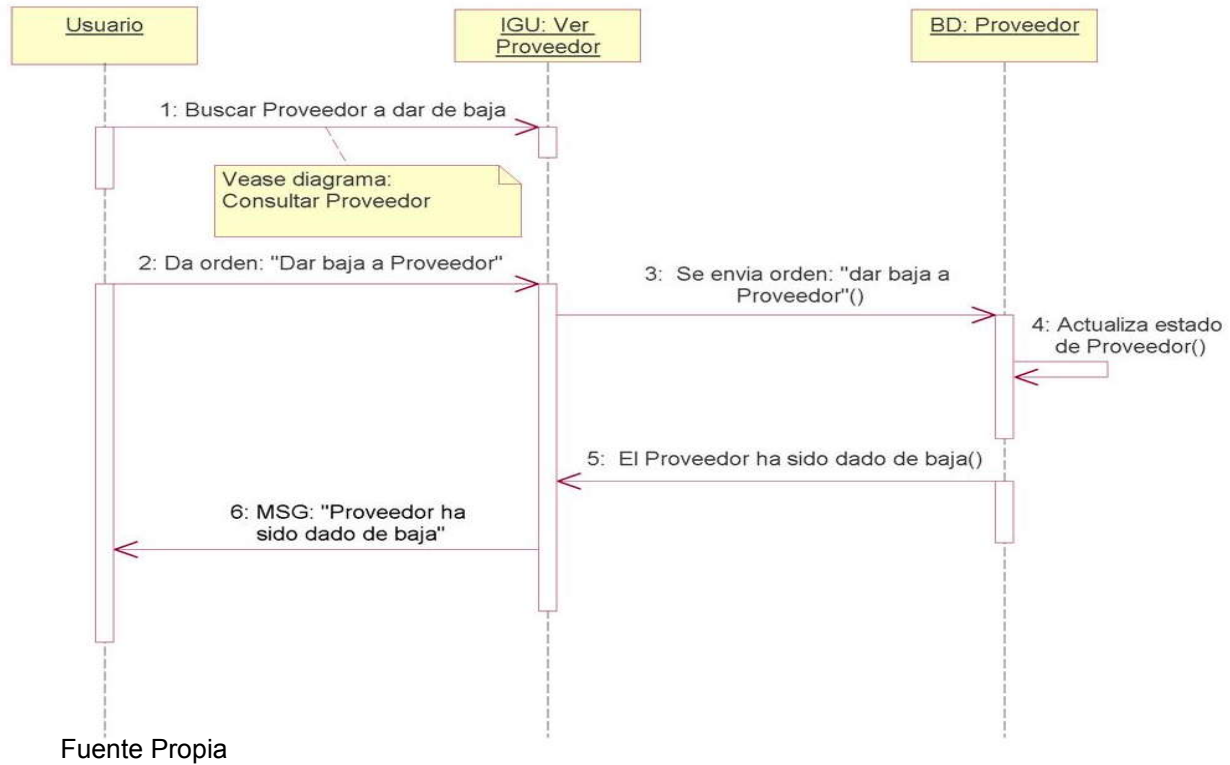 Usuario
IGU: Ver
Proveedor
BD: Proveedor
1: Buscar Proveedor a dar de baja
Vease diagrama:
Consultar Proveedor
2: Da orden: "Dar baja a Proveedor"
3:  Se envia orden: "dar baja a
Proveedor"()
4: Actualiza estado
de Proveedor()
5:  El Proveedor ha sido dado de baja()
6: MSG: "Proveedor ha
sido dado de baja"
Fuente Propia